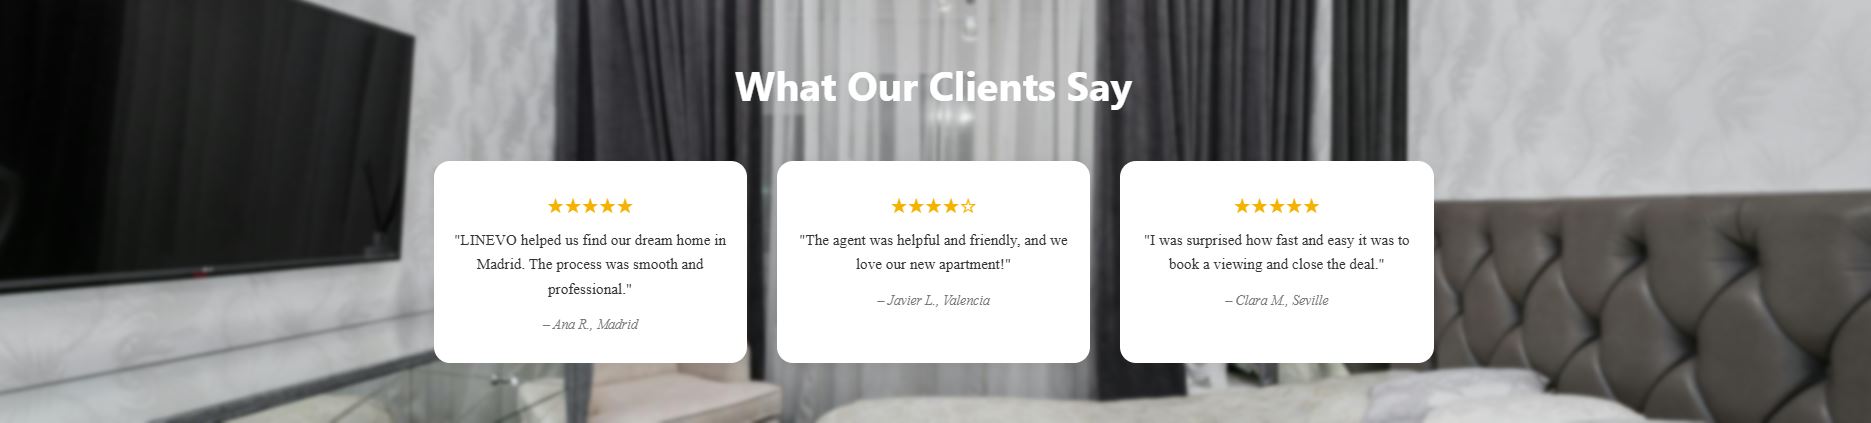 What Our Clients Say
★★★★★
"LINEVO helped us find our dream home in
Madrid. The process was smooth and
professional."
– Ana R., Madrid
★★★★☆
"The agent was helpful and friendly, and we
love our new apartment!"
– Javier L., Valencia
★★★★★
"I was surprised how fast and easy it was to
book a viewing and close the deal."
– Clara M., Seville